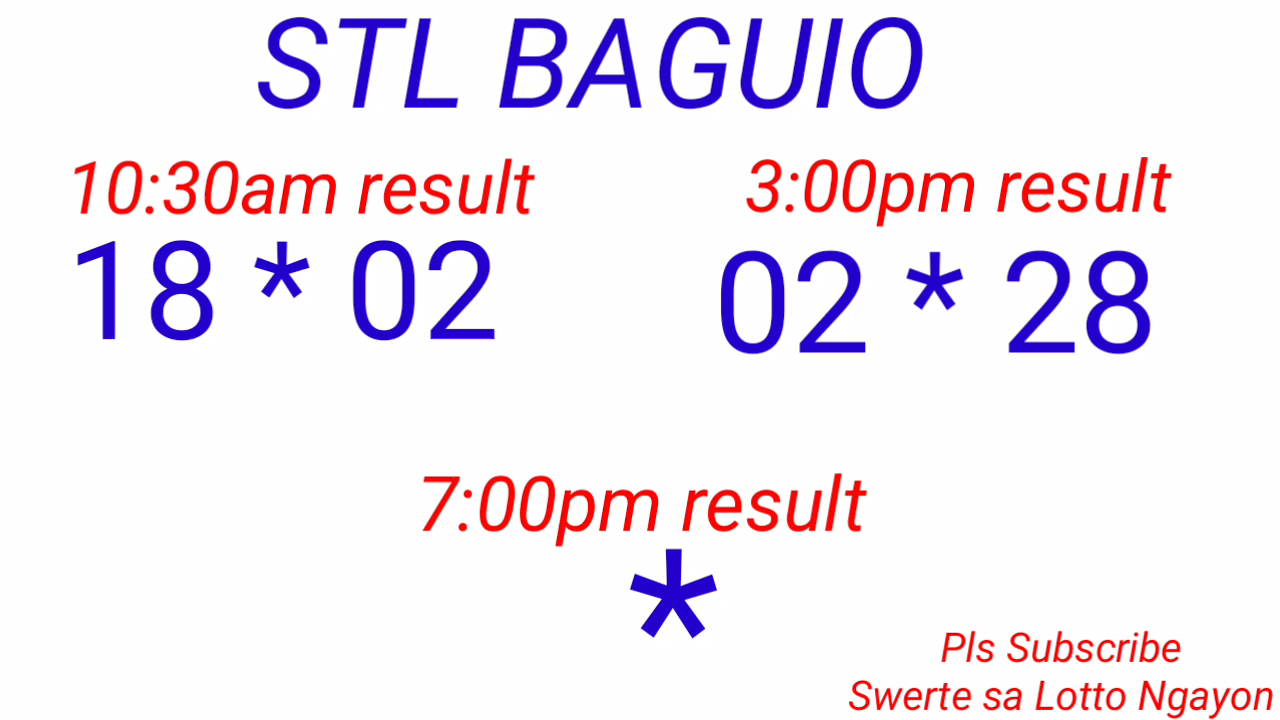 STL BAGUIO
10:30am result
18 * 02
3:00pm result
02 * 28
7:00pm result
*
Pls Subscribe
Swerte sa Lotto Ngayon